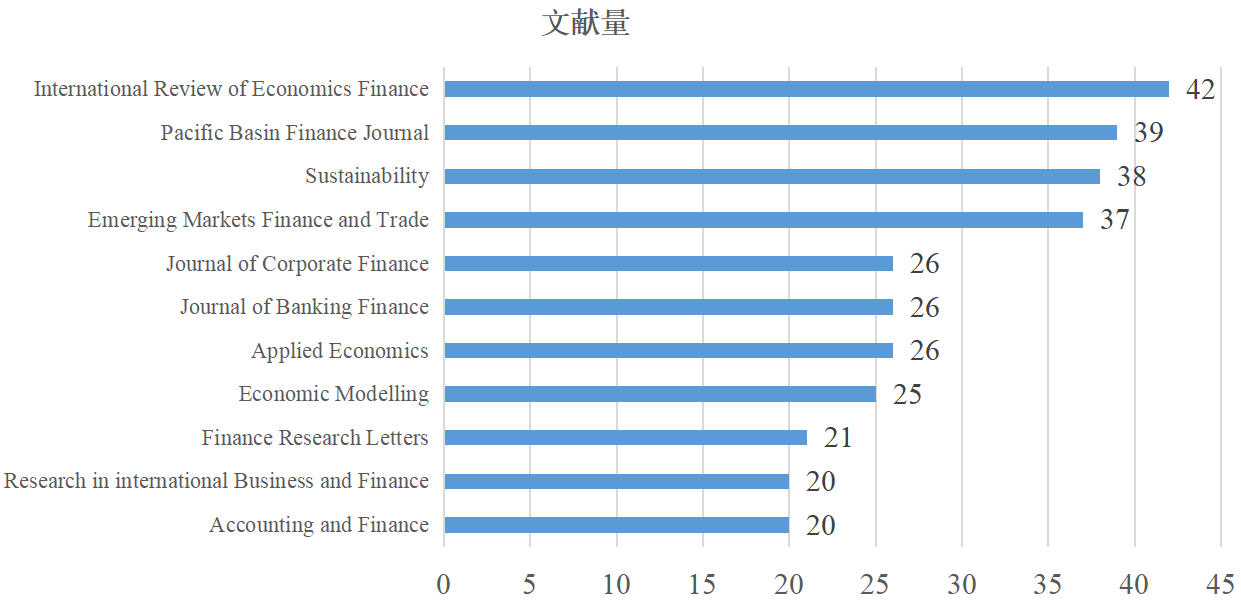 文献量
International Review of Economics Finance 42
Pacific Basin Finance Journal 39
Sustainability 38
Emerging Markets Finance and Trade 37
Journal of Corporate Finance 26
Journal of Banking Finance 26
Applied Economics 26
Economic Modelling 25
Finance Research Letters 21
Research in international Business and Finance 20
Accounting and Finance 20
0 5 10 15 20 25 30 35 40 45